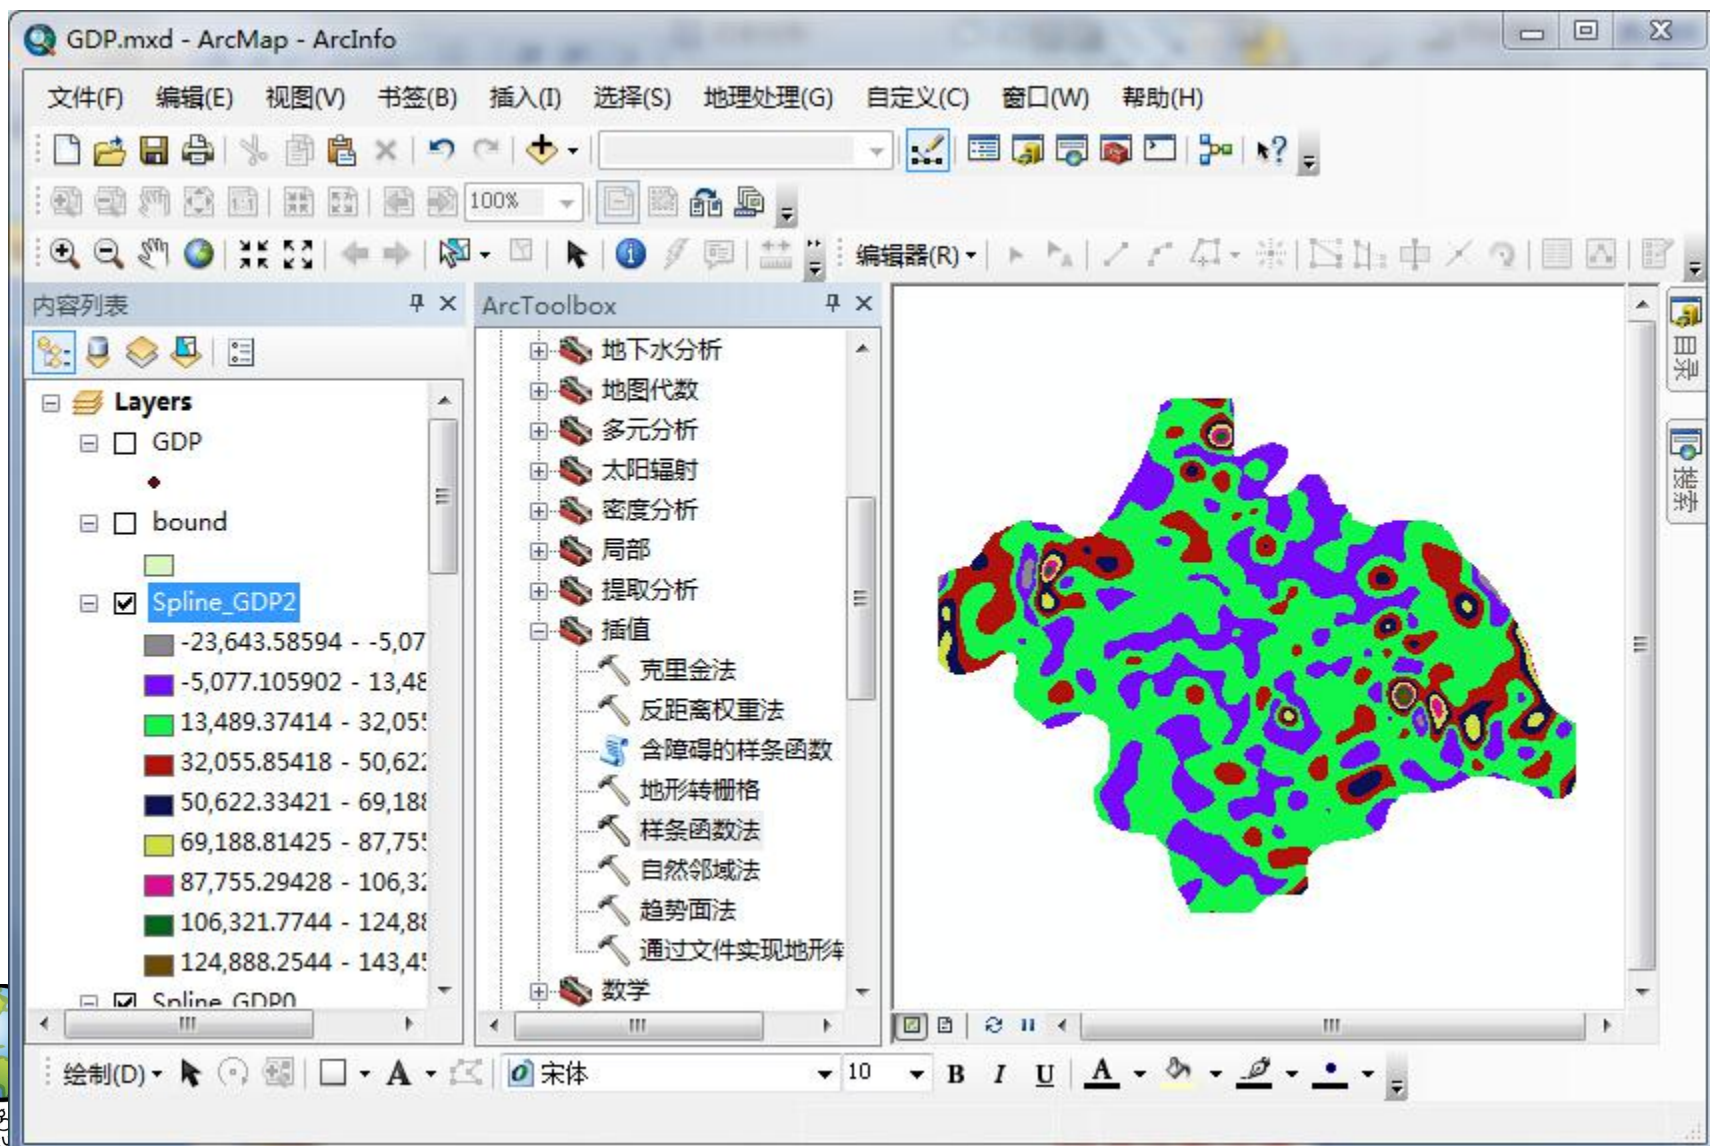 GDP.mxd - ArcMap - ArcInfo
文件(F) 编辑(E) 视图(V) 书签(B) 插入(I) 选择(S) 地理处理(G) 自定义(C) 窗口(W) 帮助(H)
100%
编辑器(R)
内容列表
Layers
GDP
bound
Spline_GDP2
-23,643.58594 - -5,07
-5,077.105902 - 13,48
13,489.37414 - 32,055
32,055.85418 - 50,622
50,622.33421 - 69,188
69,188.81425 - 87,755
87,755.29428 - 106,32
106,321.7744 - 124,88
124,888.2544 - 143,45
Spline_GDP0
ArcToolbox
地下水分析
地图代数
多元分析
太阳辐射
密度分析
局部
提取分析
插值
克里金法
反距离权重法
含障碍的样条函数
地形转栅格
样条函数法
自然邻域法
趋势面法
通过文件实现地形转
数学
目录
搜索
绘制(D) A 宋体 10 B I U A